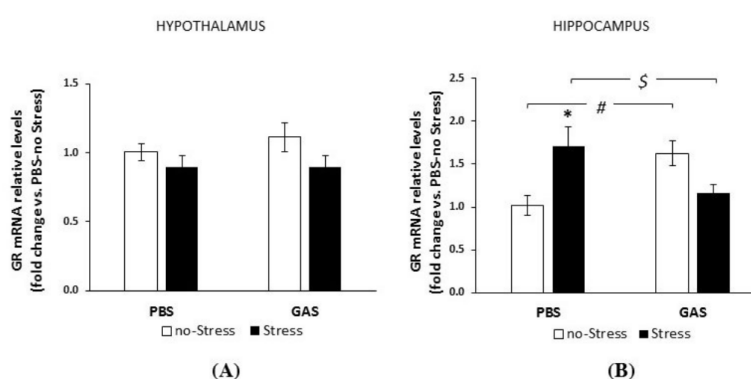 HYPOTHALAMUS
GR mRNA relative levels
(fold change vs. PBS-no Stress)
1.5
1.0
0.5
0.0
PBS
GAS
no-Stress
Stress
(A)
HIPPOCAMPUS
GR mRNA relative levels
(fold change vs. PBS-no Stress)
2.5
2.0
1.5
1.0
0.5
0.0
$
#
*
PBS
GAS
no-Stress
Stress
(B)